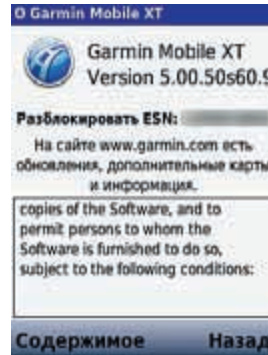 О Garmin Mobile XT
Garmin Mobile XT
Version 5.00.50s60.9
Разблокировать ESN:
На сайте www.garmin.com есть
обновления, дополнительные карты
и информация.
copies of the Software, and to
permit persons to whom the
Software is furnished to do so,
subject to the following conditions:
Содержимое Назад